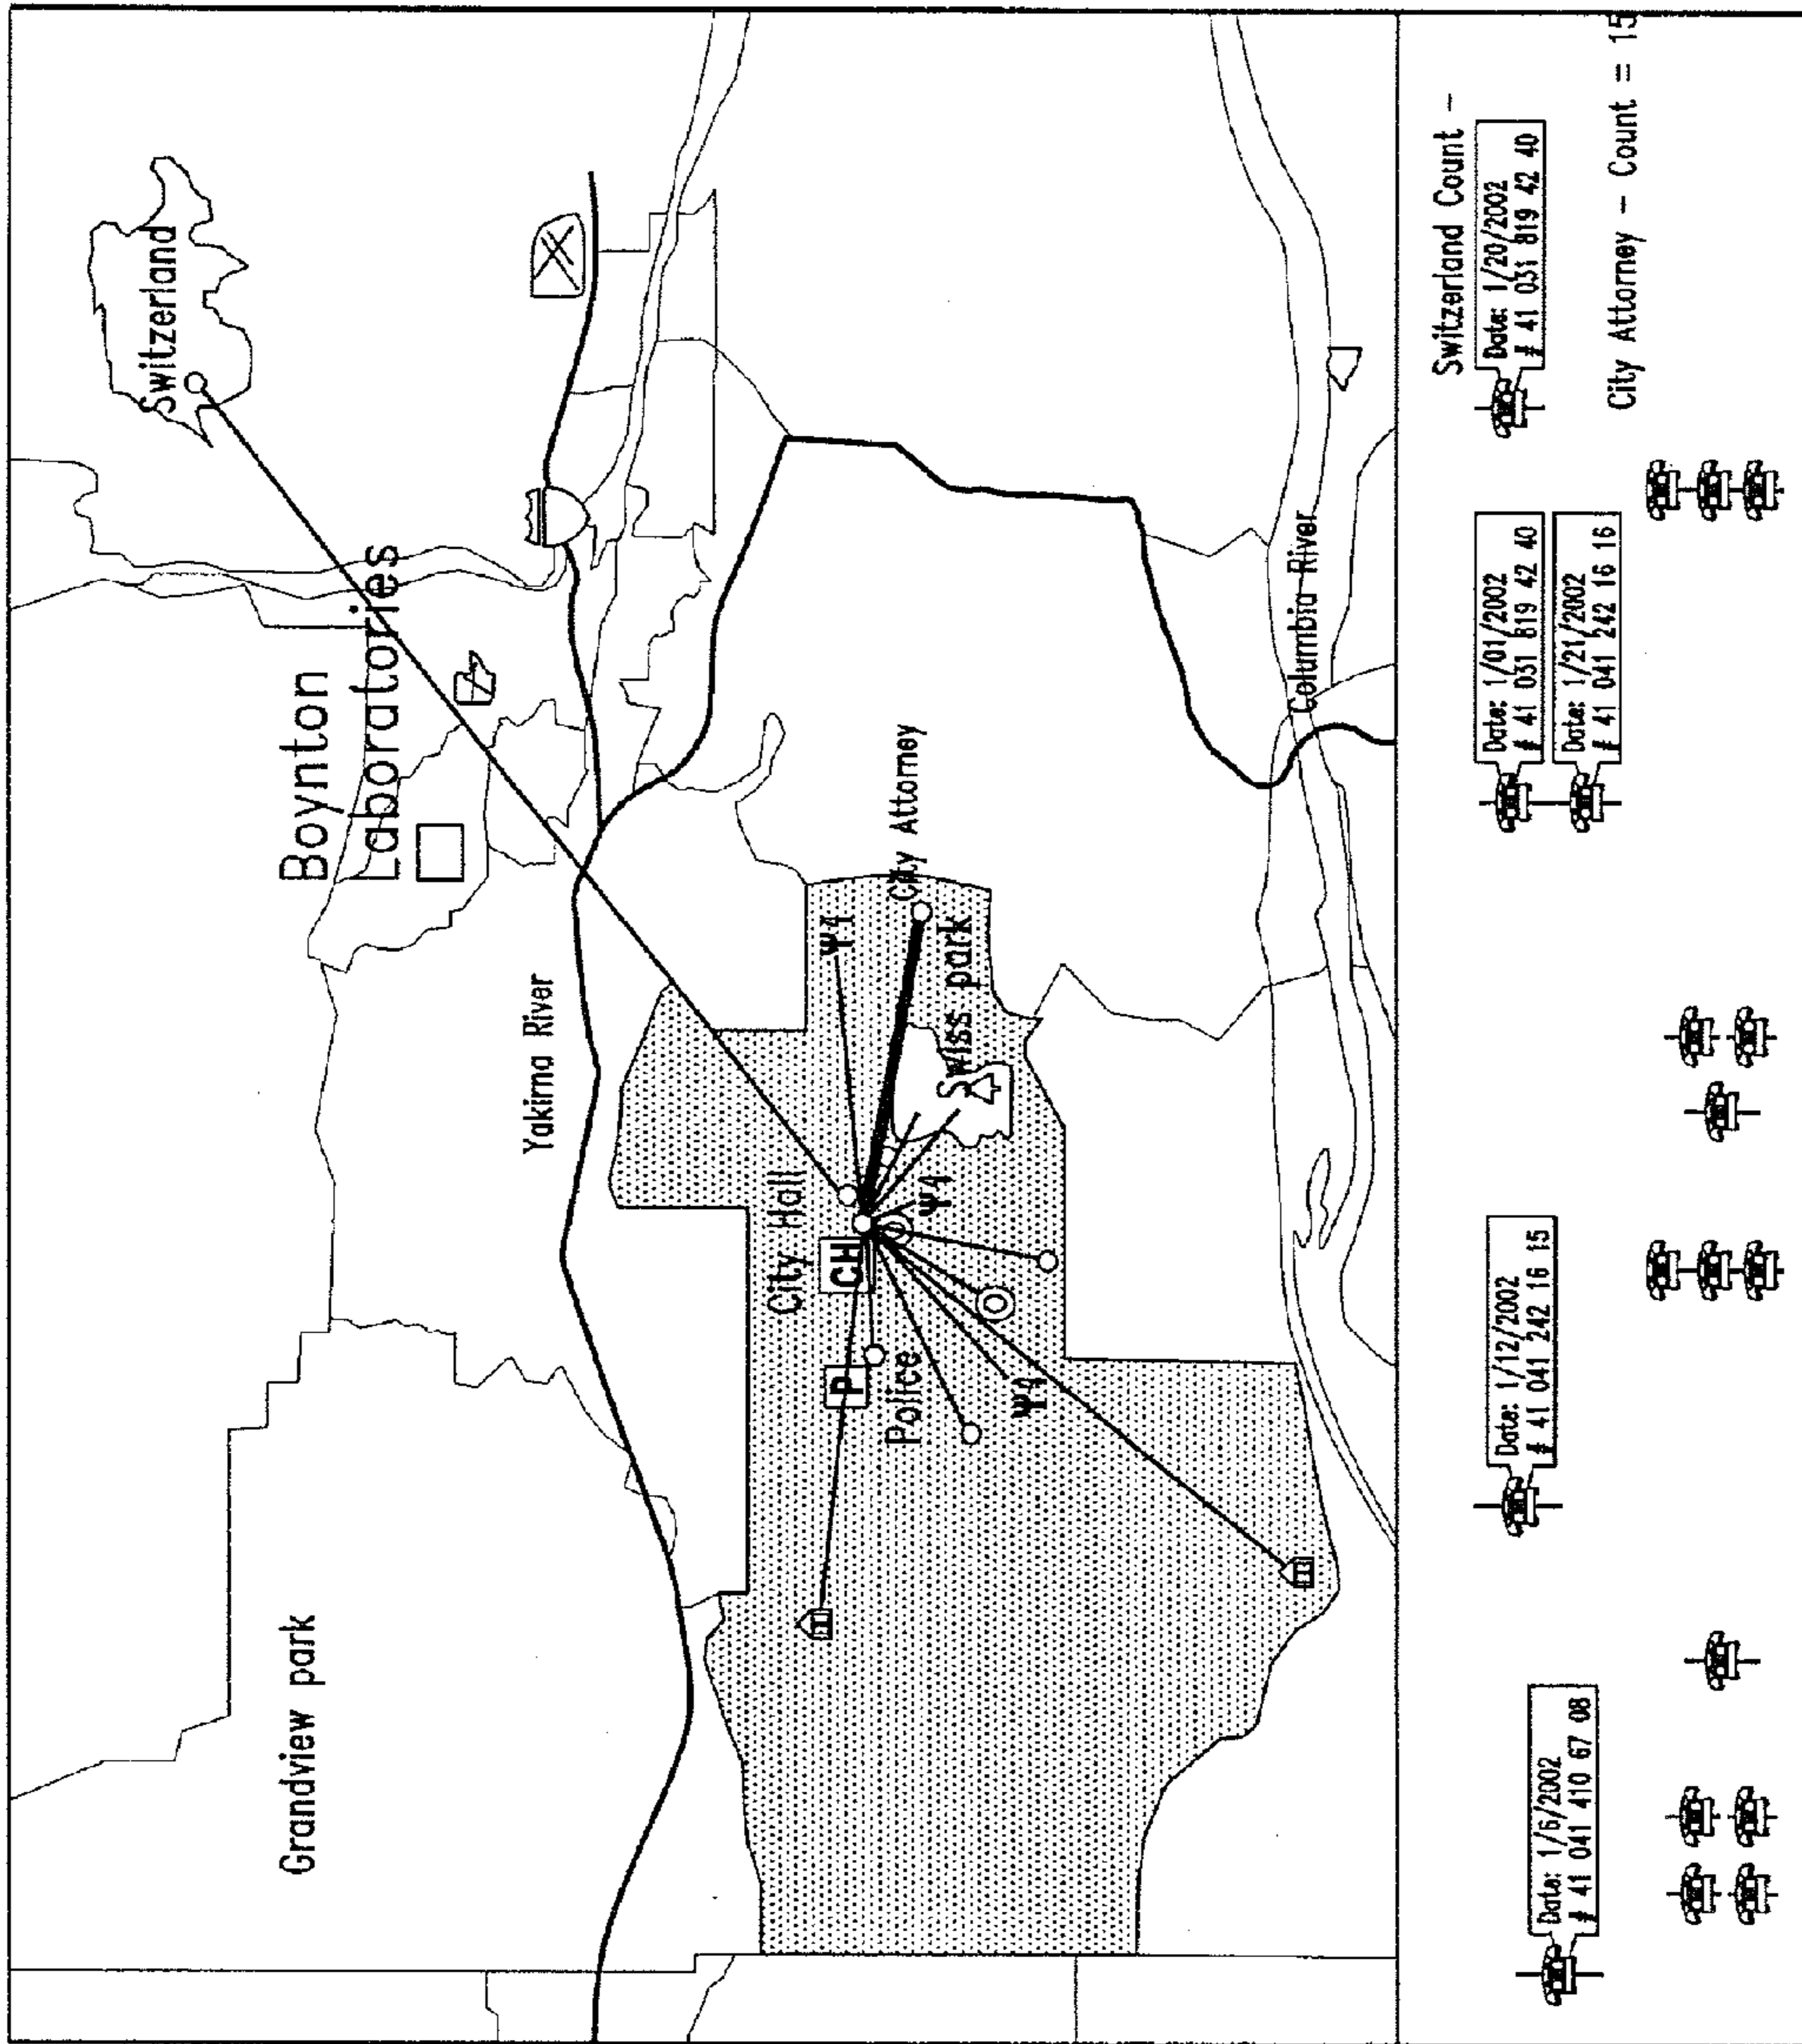 Switzerland
Boynton
Laboratories
Grandview park
Yakirna River
City Hall
CH
P
Police
City Attorney
Swiss park
Columbia River
Switzerland Count -
Date: 1/6/2002
# 41 041 410 67 08
Date: 1/12/2002
# 41 041 242 16 15
Date: 1/01/2002
# 41 031 819 42 40
Date: 1/21/2002
# 41 041 242 16 16
Date: 1/20/2002
# 41 031 819 42 40
City Attorney - Count = 15